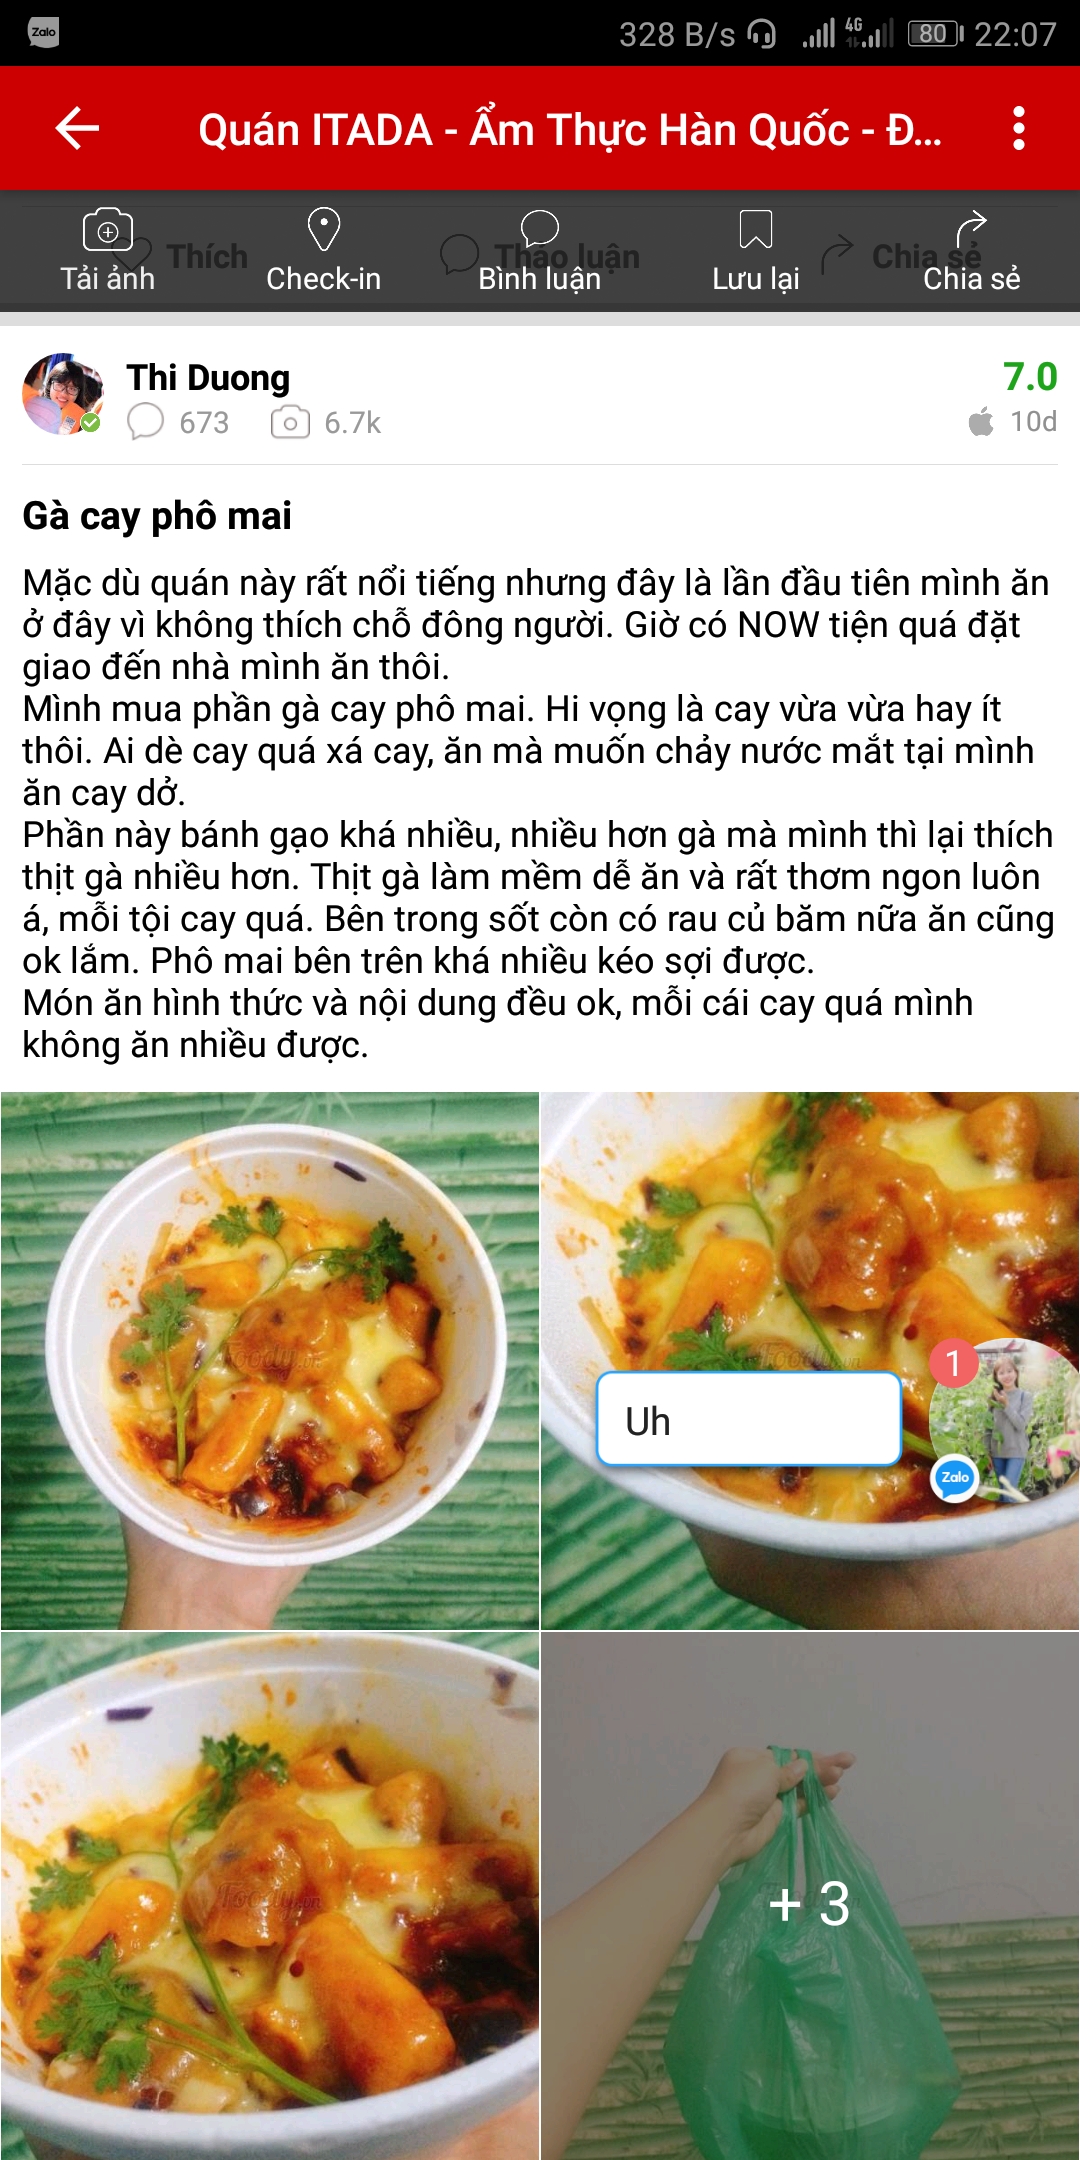 Zalo
328 B/s 4G 80 22:07
Quán ITADA - Ẩm Thực Hàn Quốc - Đ...
Thích Thảo luận Chia sẻ
Tải ảnh Check-in Bình luận Lưu lại Chia sẻ
Thi Duong 7.0
673 6.7k 10d
Gà cay phô mai
Mặc dù quán này rất nổi tiếng nhưng đây là lần đầu tiên mình ăn
ở đây vì không thích chỗ đông người. Giờ có NOW tiện quá đặt
giao đến nhà mình ăn thôi.
Mình mua phần gà cay phô mai. Hi vọng là cay vừa vừa hay ít
thôi. Ai dè cay quá xá cay, ăn mà muốn chảy nước mắt tại mình
ăn cay dở.
Phần này bánh gạo khá nhiều, nhiều hơn gà mà mình thì lại thích
thịt gà nhiều hơn. Thịt gà làm mềm dễ ăn và rất thơm ngon luôn
á, mỗi tội cay quá. Bên trong sốt còn có rau củ băm nữa ăn cũng
ok lắm. Phô mai bên trên khá nhiều kéo sợi được.
Món ăn hình thức và nội dung đều ok, mỗi cái cay quá mình
không ăn nhiều được.
Foody.vn
Foody.vn
1
Uh
Zalo
Foody.vn
+ 3